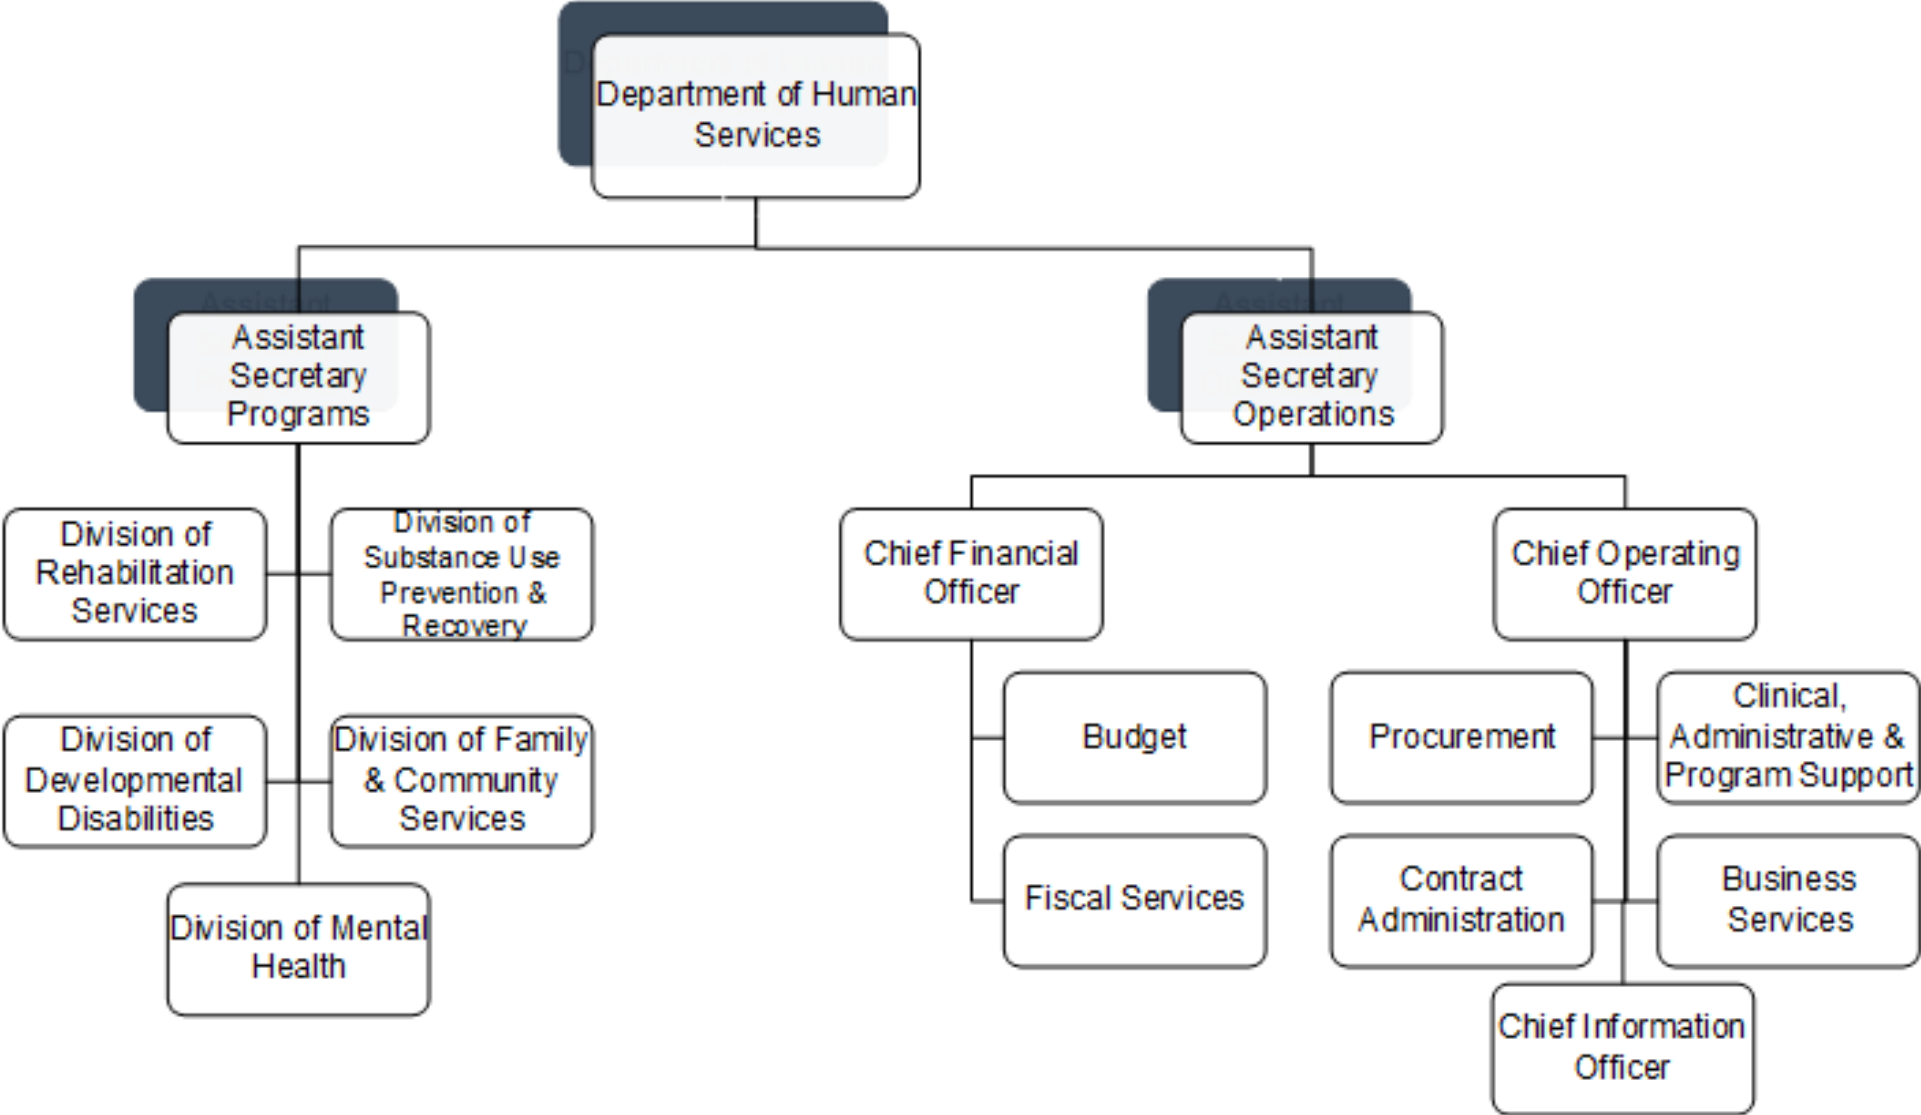 Department of Human
Services
Assistant
Secretary
Programs
Assistant
Secretary
Operations
Division of
Rehabilitation
Services
Division of
Substance Use
Prevention &
Recovery
Chief Financial
Officer
Chief Operating
Officer
Division of
Developmental
Disabilities
Division of Family
& Community
Services
Budget
Procurement
Clinical,
Administrative &
Program Support
Division of Mental
Health
Fiscal Services
Contract
Administration
Business
Services
Chief Information
Officer